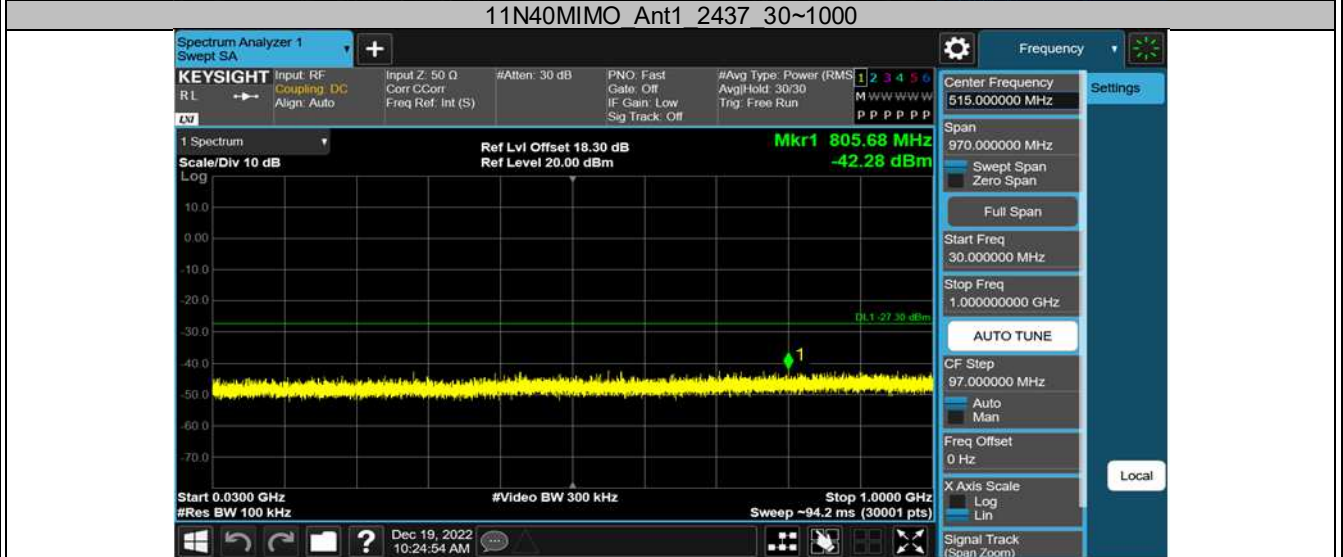 11N40MIMO_Ant1_2437_30~1000
Spectrum Analyzer 1
Swept SA
+
Frequency
KEYSIGHT
RL
LXI
Input: RF
Coupling: DC
Align: Auto
Input Z: 50 Ω
Corr CCorr
Freq Ref: Int (S)
#Atten: 30 dB
PNO: Fast
Gate: Off
IF Gain: Low
Sig Track: Off
#Avg Type: Power (RMS
Avg|Hold: 30/30
Trig: Free Run
1 2 3 4 5 6
M W W W W W
P P P P P P
Center Frequency
515.000000 MHz
Settings
1 Spectrum
Scale/Div 10 dB
Log
Ref Lvl Offset 18.30 dB
Ref Level 20.00 dBm
Mkr1 805.68 MHz
-42.28 dBm
Span
970.000000 MHz
Swept Span
Zero Span
Full Span
Start Freq
30.000000 MHz
Stop Freq
1.000000000 GHz
AUTO TUNE
CF Step
97.000000 MHz
Auto
Man
Freq Offset
0 Hz
X Axis Scale
Log
Lin
Signal Track
(Span Zoom)
Local
10.0
0.00
-10.0
-20.0
DL1 -27.30 dBm
-30.0
1
-40.0
-50.0
-60.0
-70.0
Start 0.0300 GHz
#Res BW 100 kHz
#Video BW 300 kHz
Stop 1.0000 GHz
Sweep ~94.2 ms (30001 pts)
?
Dec 19, 2022
10:24:54 AM